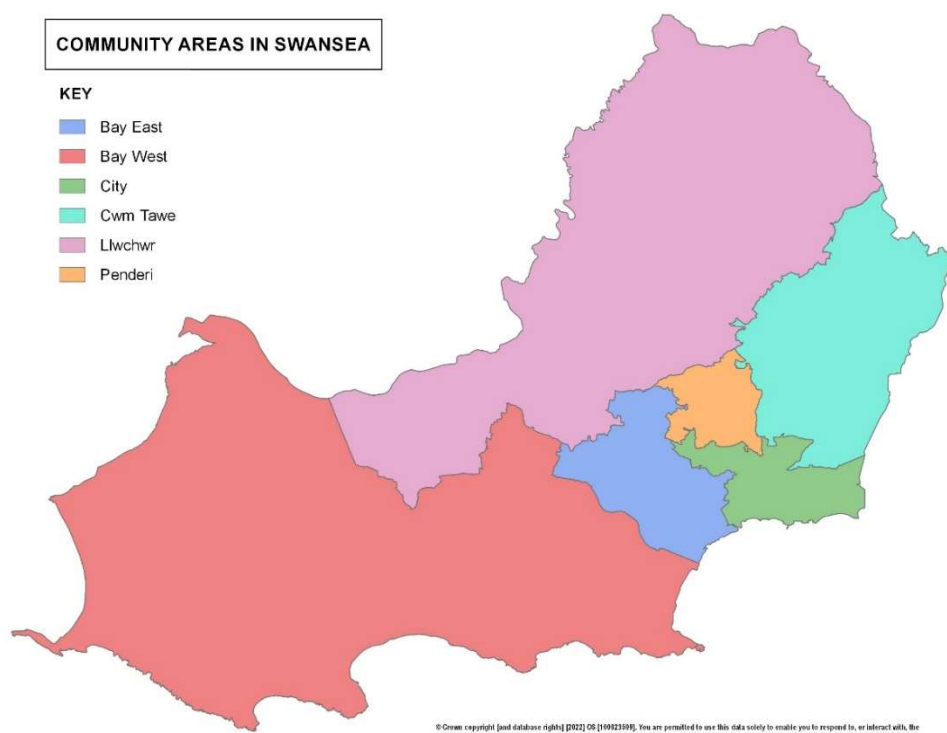 COMMUNITY AREAS IN SWANSEA
KEY
Bay East
Bay West
City
Cwm Tawe
Llwchwr
Penderi
© Crown copyright [and database rights] [2022] OS [100023509]. You are permitted to use this data solely to enable you to respond to, or interact with, the